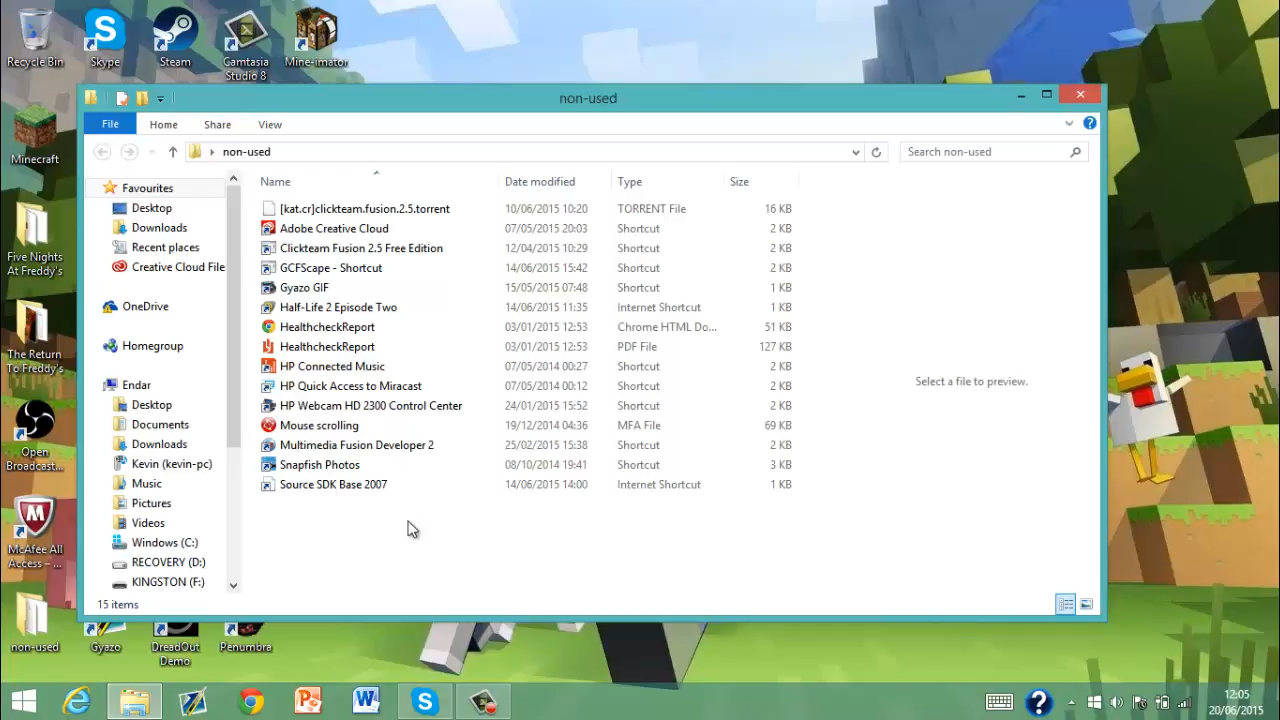 Recycle Bin
Skype
Steam
Camtasia Studio 8
Mine-imator
Minecraft
Five Nights At Freddy's
The Return To Freddy's
Open Broadcast...
McAfee All Access – ...
non-used
Gyazo
DreadOut Demo
Penumbra
non-used
File Home Share View
non-used
Search non-used
Name Date modified Type Size
[kat.cr]clickteam.fusion.2.5.torrent 10/06/2015 10:20 TORRENT File 16 KB
Adobe Creative Cloud 07/05/2015 20:03 Shortcut 2 KB
Clickteam Fusion 2.5 Free Edition 12/04/2015 10:29 Shortcut 2 KB
GCFScape - Shortcut 14/06/2015 15:42 Shortcut 2 KB
Gyazo GIF 15/05/2015 07:48 Shortcut 1 KB
Half-Life 2 Episode Two 14/06/2015 11:35 Internet Shortcut 1 KB
HealthcheckReport 03/01/2015 12:53 Chrome HTML Do... 51 KB
HealthcheckReport 03/01/2015 12:53 PDF File 127 KB
HP Connected Music 07/05/2014 00:27 Shortcut 2 KB
HP Quick Access to Miracast 07/05/2014 00:12 Shortcut 2 KB
HP Webcam HD 2300 Control Center 24/01/2015 15:52 Shortcut 2 KB
Mouse scrolling 19/12/2014 04:36 MFA File 69 KB
Multimedia Fusion Developer 2 25/02/2015 15:38 Shortcut 2 KB
Snapfish Photos 08/10/2014 19:41 Shortcut 3 KB
Source SDK Base 2007 14/06/2015 14:00 Internet Shortcut 1 KB
Favourites
Desktop
Downloads
Recent places
Creative Cloud File
OneDrive
Homegroup
Endar
Desktop
Documents
Downloads
Kevin (kevin-pc)
Music
Pictures
Videos
Windows (C:)
RECOVERY (D:)
KINGSTON (F:)
Select a file to preview.
15 items
12:05
20/06/2015